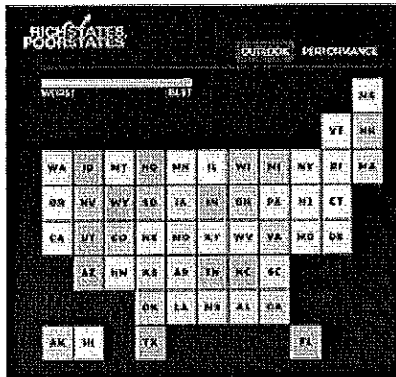 RICH STATES
POOR STATES
OUTLOOK PERFORMANCE
WORST BEST
ME
VT NH
WA ID MT ND MN IL WI MI NY RI MA
OR NV WY SD IA IN OH PA NJ CT
CA UT CO NE MO KY WV VA MD DE
AZ NM KS AR TN NC SC
OK LA MS AL GA
AK HI TX FL